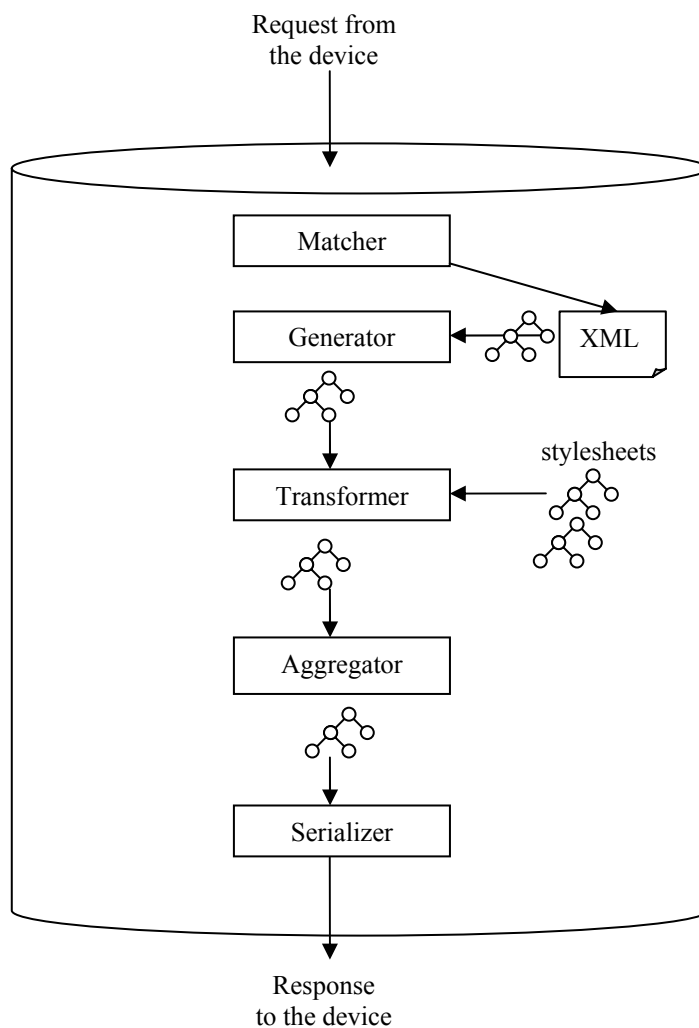 Request from
the device
Matcher
Generator
XML
stylesheets
Transformer
Aggregator
Serializer
Response
to the device